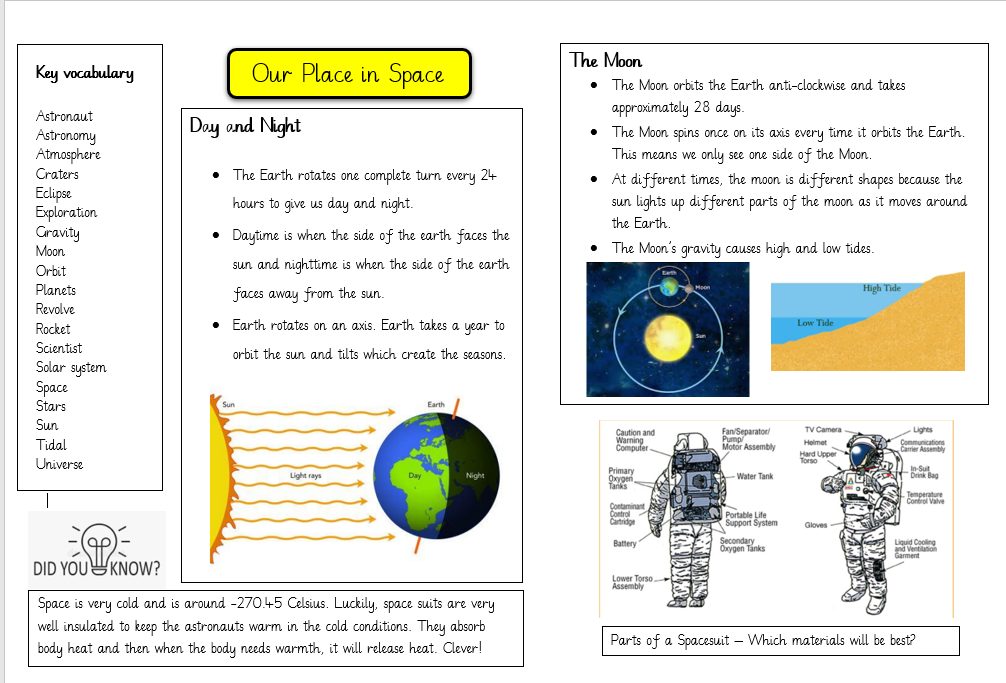 Key vocabulary
Astronaut
Astronomy
Atmosphere
Craters
Eclipse
Exploration
Gravity
Moon
Orbit
Planets
Revolve
Rocket
Scientist
Solar system
Space
Stars
Sun
Tidal
Universe
DID YOU KNOW?
Space is very cold and is around -270.45 Celsius. Luckily, space suits are very
well insulated to keep the astronauts warm in the cold conditions. They absorb
body heat and then when the body needs warmth, it will release heat. Clever!
Our Place in Space
Day and Night
• The Earth rotates one complete turn every 24
hours to give us day and night.
• Daytime is when the side of the earth faces the
sun and nighttime is when the side of the earth
faces away from the sun.
• Earth rotates on an axis. Earth takes a year to
orbit the sun and tilts which create the seasons.
Sun
Earth
Light rays
Day
Night
The Moon
• The Moon orbits the Earth anti-clockwise and takes
approximately 28 days.
• The Moon spins once on its axis every time it orbits the Earth.
This means we only see one side of the Moon.
• At different times, the moon is different shapes because the
sun lights up different parts of the moon as it moves around
the Earth.
• The Moon's gravity causes high and low tides.
Earth
Moon
Sun
High Tide
Low Tide
Caution and
Warning
Computer
Primary
Oxygen
Tanks
Contaminant
Control
Cartridge
Battery
Lower Torso
Assembly
Fan/Separator/
Pump/
Motor Assembly
Water Tank
Portable Life
Support System
Secondary
Oxygen Tanks
TV Camera
Helmet
Hard Upper
Torso
Gloves
Lights
Communications
Carrier Assembly
In-Suit
Drink Bag
Temperature
Control Valve
Liquid Cooling
and Ventilation
Garment
Parts of a Spacesuit – Which materials will be best?